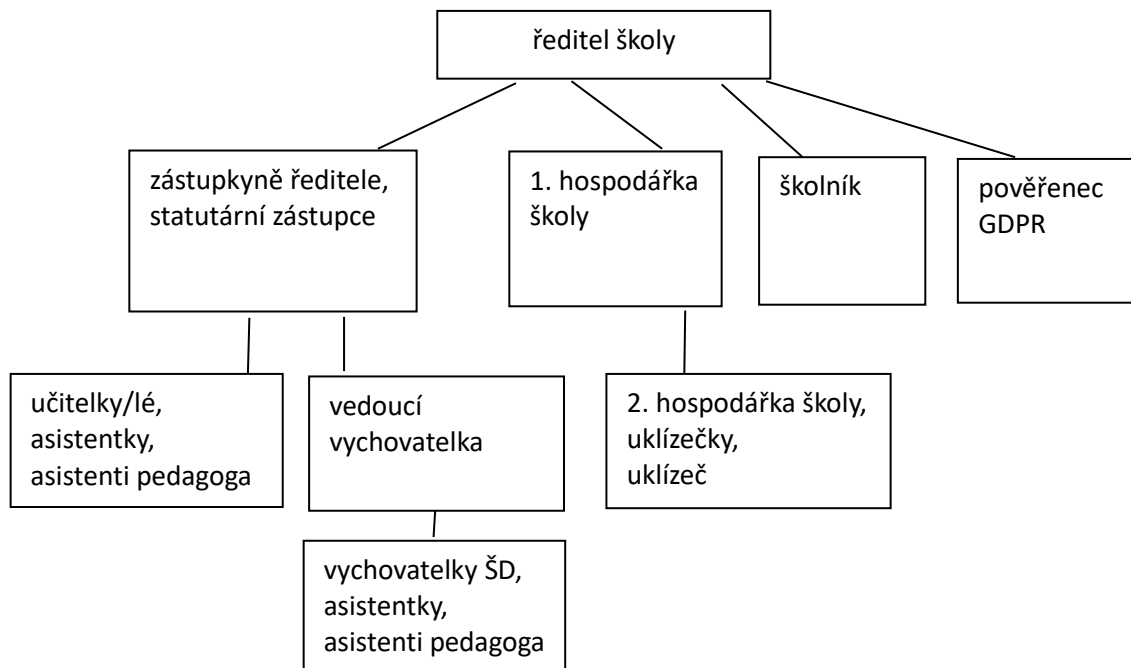 ředitel školy
zástupkyně ředitele,
statutární zástupce
1. hospodářka
školy
školník
pověřenec
GDPR
učitelky/lé,
asistentky,
asistenti pedagoga
vedoucí
vychovatelka
2. hospodářka školy,
uklízečky,
uklízeč
vychovatelky ŠD,
asistentky,
asistenti pedagoga